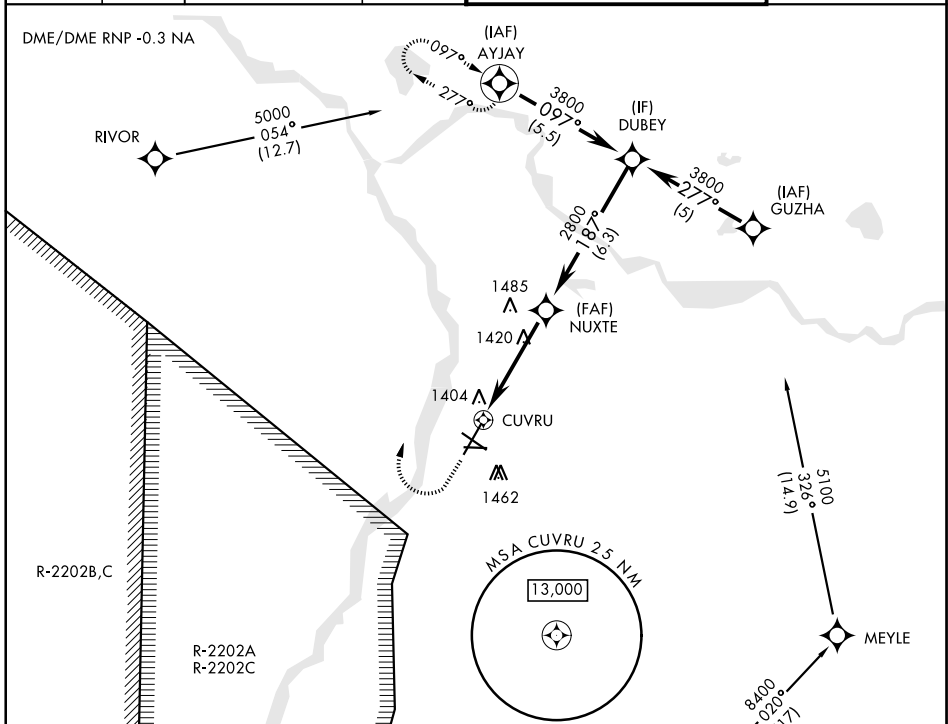 DME/DME RNP -0.3 NA
(IAF)
AYJAY
097°
277°
3800
097°
(5.5)
(IF)
DUBEY
5000
054°
(12.7)
RIVOR
3800
277°
(5)
(IAF)
GUZHA
2800
187°
(6.3)
1485
(FAF)
NUXTE
1420
1404
CUVRU
1462
5100
326°
(14.9)
MSA CUVRU 25 NM
13,000
R-2202B,C
R-2202A
R-2202C
MEYLE
8400
020°
17)